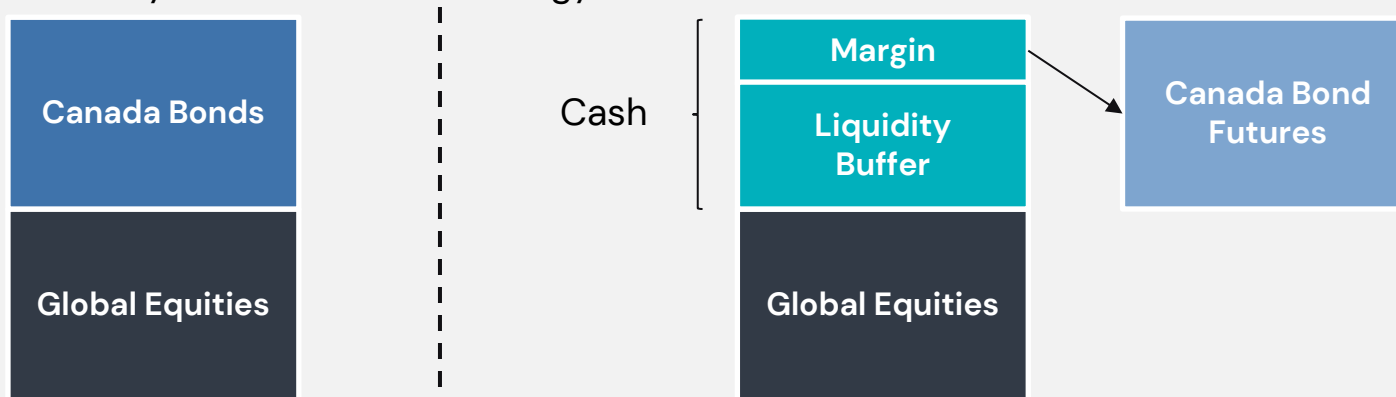 Canada Bonds
Global Equities
Cash
Margin
Liquidity
Buffer
Global Equities
Canada Bond
Futures